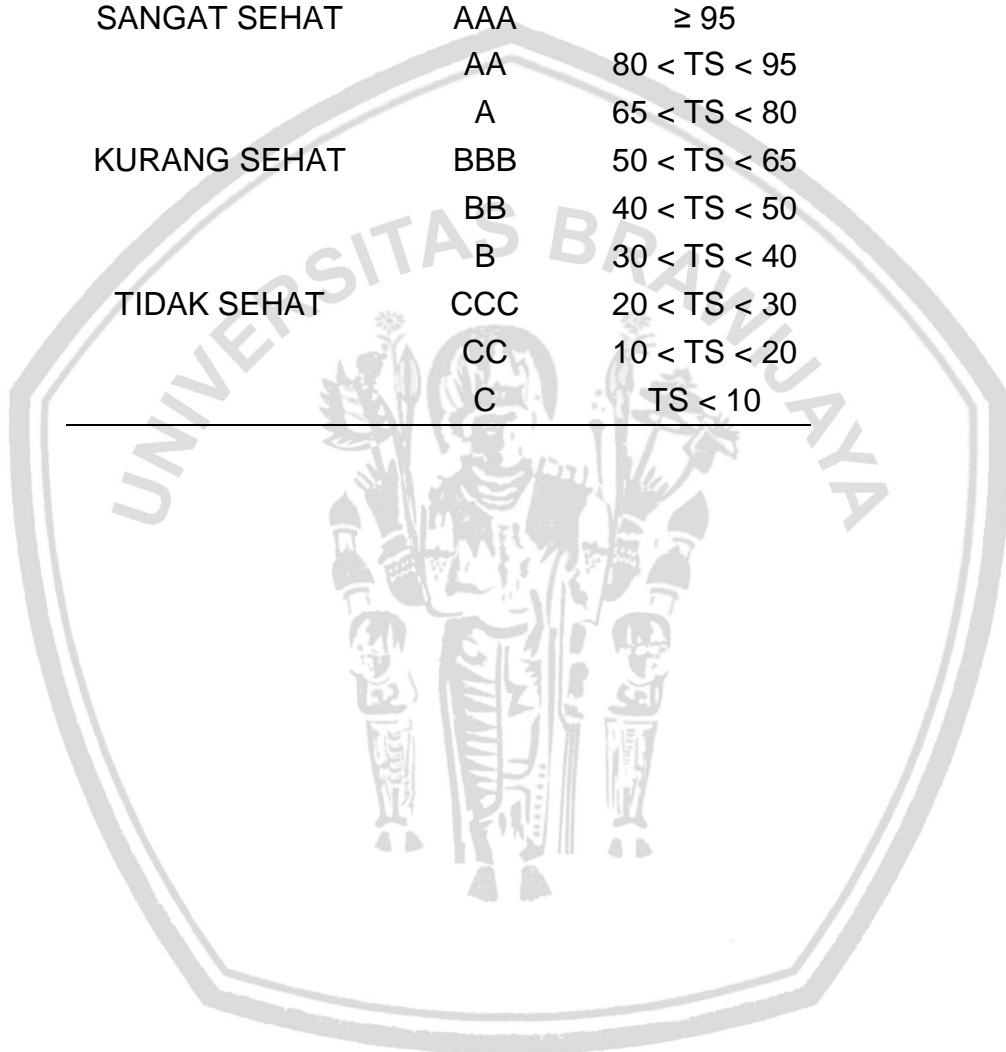 SANGAT SEHAT AAA ≥ 95
AA 80 < TS < 95
A 65 < TS < 80
KURANG SEHAT BBB 50 < TS < 65
BB 40 < TS < 50
B 30 < TS < 40
TIDAK SEHAT CCC 20 < TS < 30
CC 10 < TS < 20
C TS < 10
UNIVERSITAS BRAWIJAYA